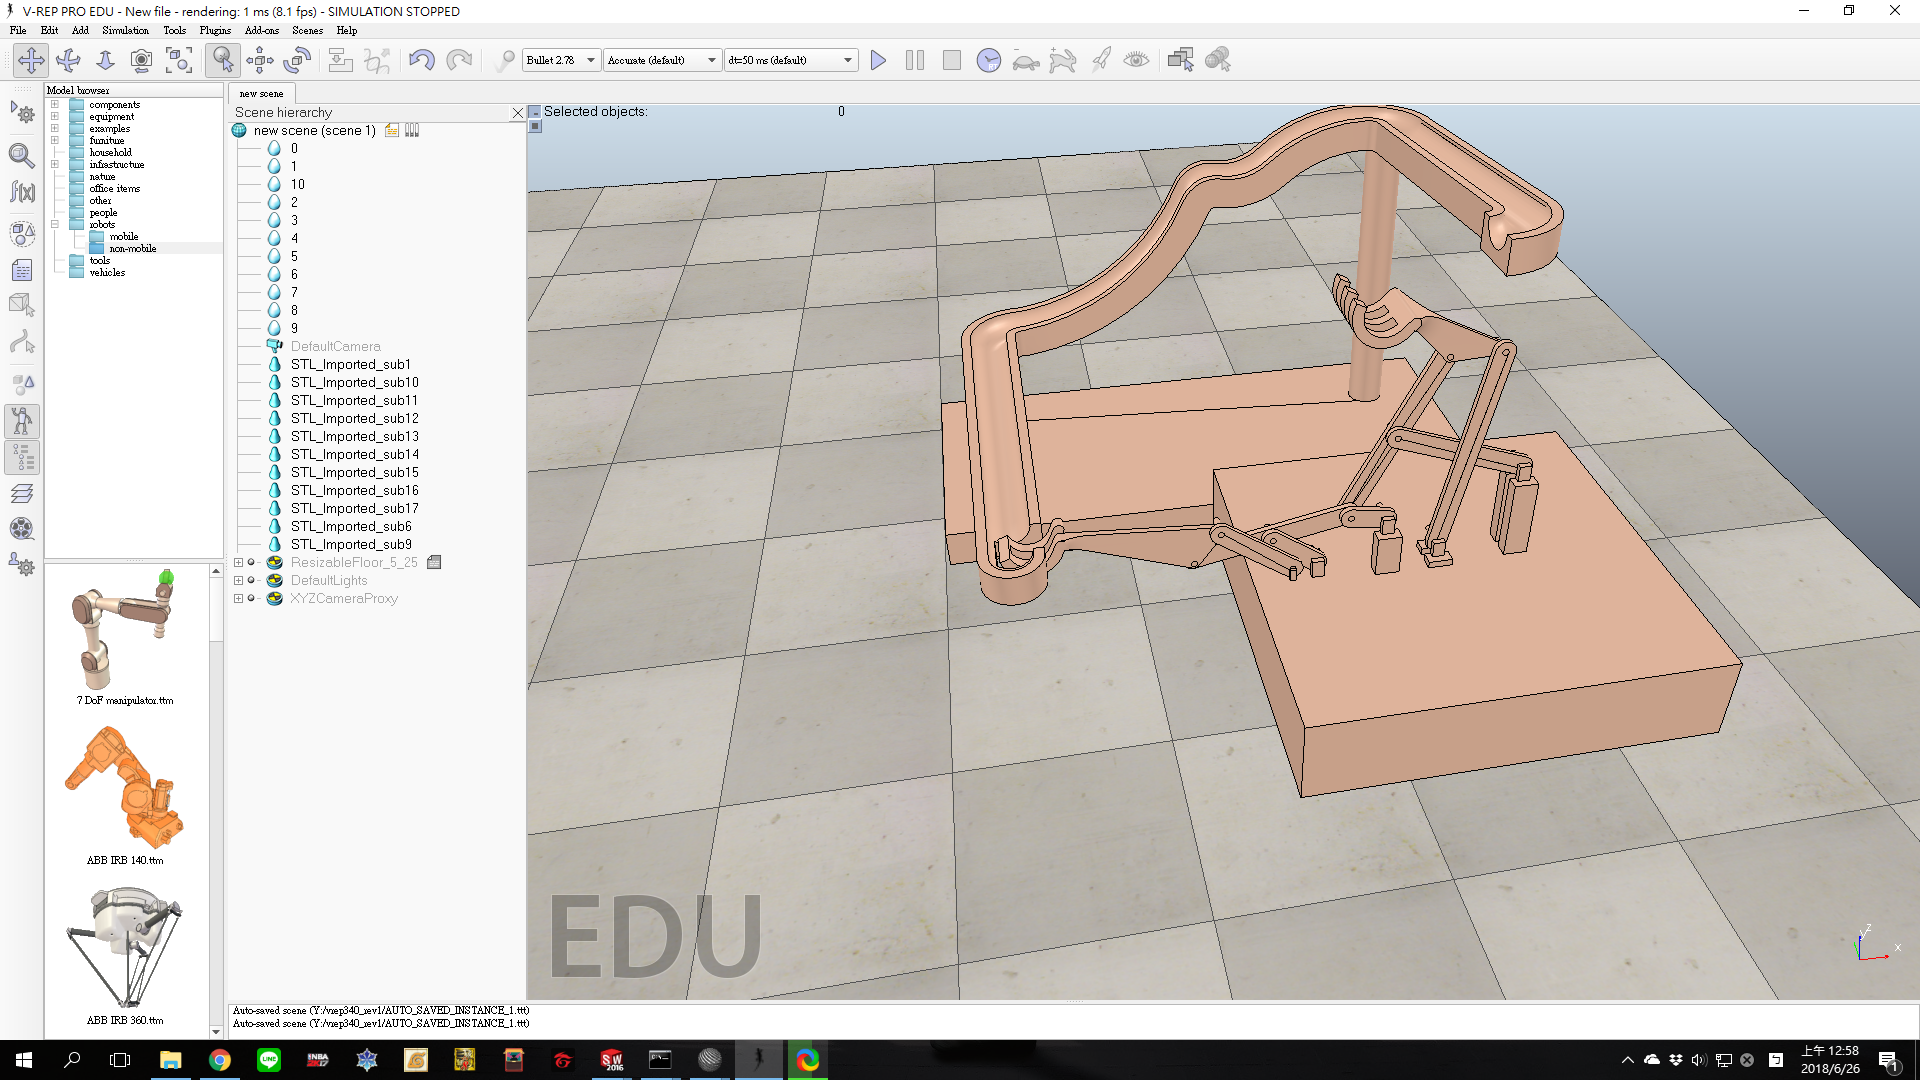 V-REP PRO EDU - New file - rendering: 1 ms (8.1 fps) - SIMULATION STOPPED
File Edit Add Simulation Tools Plugins Add-ons Scenes Help
Bullet 2.78 Accurate (default) dt=50 ms (default)
Model browser
components
equipment
examples
furniture
household
infrastructure
nature
office items
other
people
robots
mobile
non-mobile
tools
vehicles
7 DoF manipulator.ttm
ABB IRB 140.ttm
ABB IRB 360.ttm
new scene
Scene hierarchy
new scene (scene 1)
0
1
10
2
3
4
5
6
7
8
9
DefaultCamera
STL_Imported_sub1
STL_Imported_sub10
STL_Imported_sub11
STL_Imported_sub12
STL_Imported_sub13
STL_Imported_sub14
STL_Imported_sub15
STL_Imported_sub16
STL_Imported_sub17
STL_Imported_sub6
STL_Imported_sub9
ResizableFloor_5_25
DefaultLights
XYZCameraProxy
Selected objects: 0
EDU
z
x
Auto-saved scene (Y:/vrep340_rev1/AUTO_SAVED_INSTANCE_1.ttt)
Auto-saved scene (Y:/vrep340_rev1/AUTO_SAVED_INSTANCE_1.ttt)
LINE
SW
2016
上午 12:58
2018/6/26
1